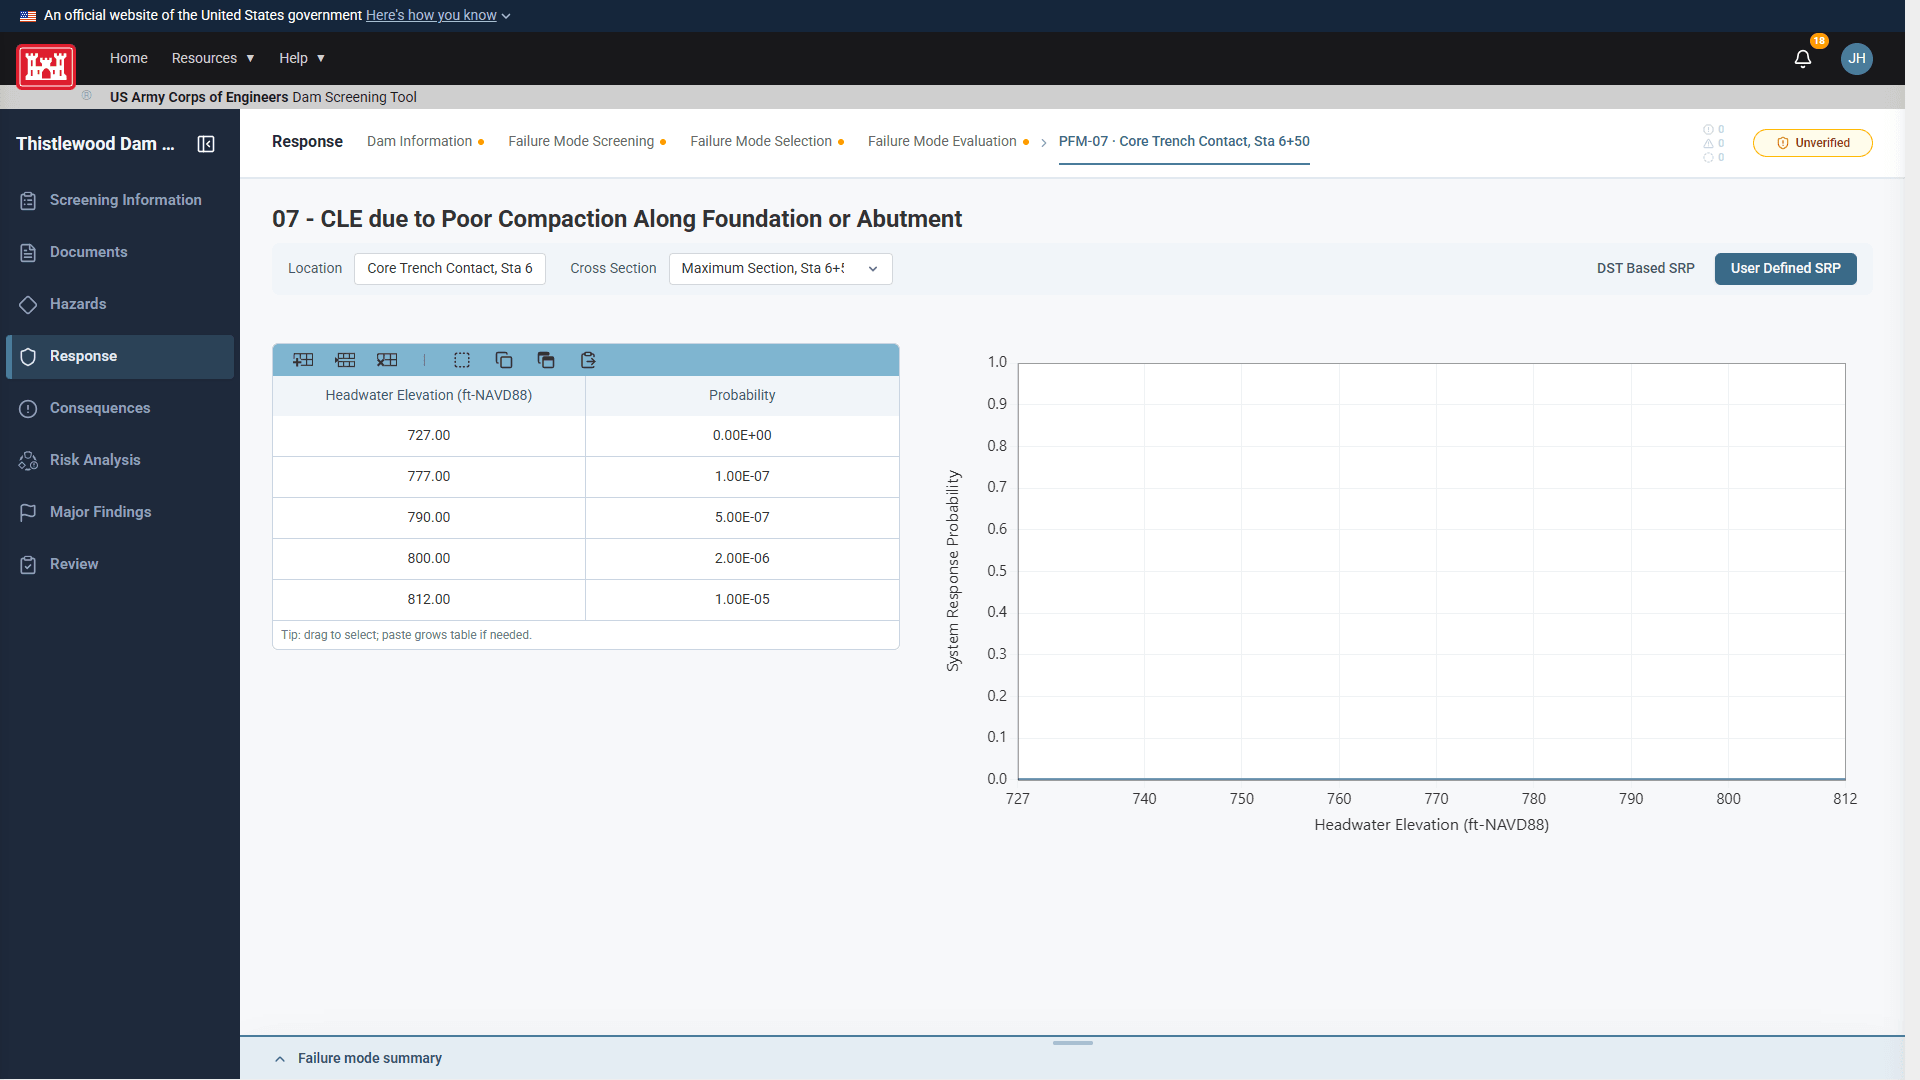 An official website of the United States government Here's how you know
Home Resources ▼ Help ▼
18
JH
® US Army Corps of Engineers Dam Screening Tool
Thistlewood Dam ...
Screening Information
Documents
Hazards
Response
Consequences
Risk Analysis
Major Findings
Review
Response Dam Information Failure Mode Screening Failure Mode Selection Failure Mode Evaluation PFM-07 · Core Trench Contact, Sta 6+50
0
0
0
Unverified
07 - CLE due to Poor Compaction Along Foundation or Abutment
Location Core Trench Contact, Sta 6 Cross Section Maximum Section, Sta 6+5 DST Based SRP User Defined SRP
Headwater Elevation (ft-NAVD88) Probability
727.00 0.00E+00
777.00 1.00E-07
790.00 5.00E-07
800.00 2.00E-06
812.00 1.00E-05
Tip: drag to select; paste grows table if needed.
System Response Probability
1.0
0.9
0.8
0.7
0.6
0.5
0.4
0.3
0.2
0.1
0.0
727 740 750 760 770 780 790 800 812
Headwater Elevation (ft-NAVD88)
Failure mode summary